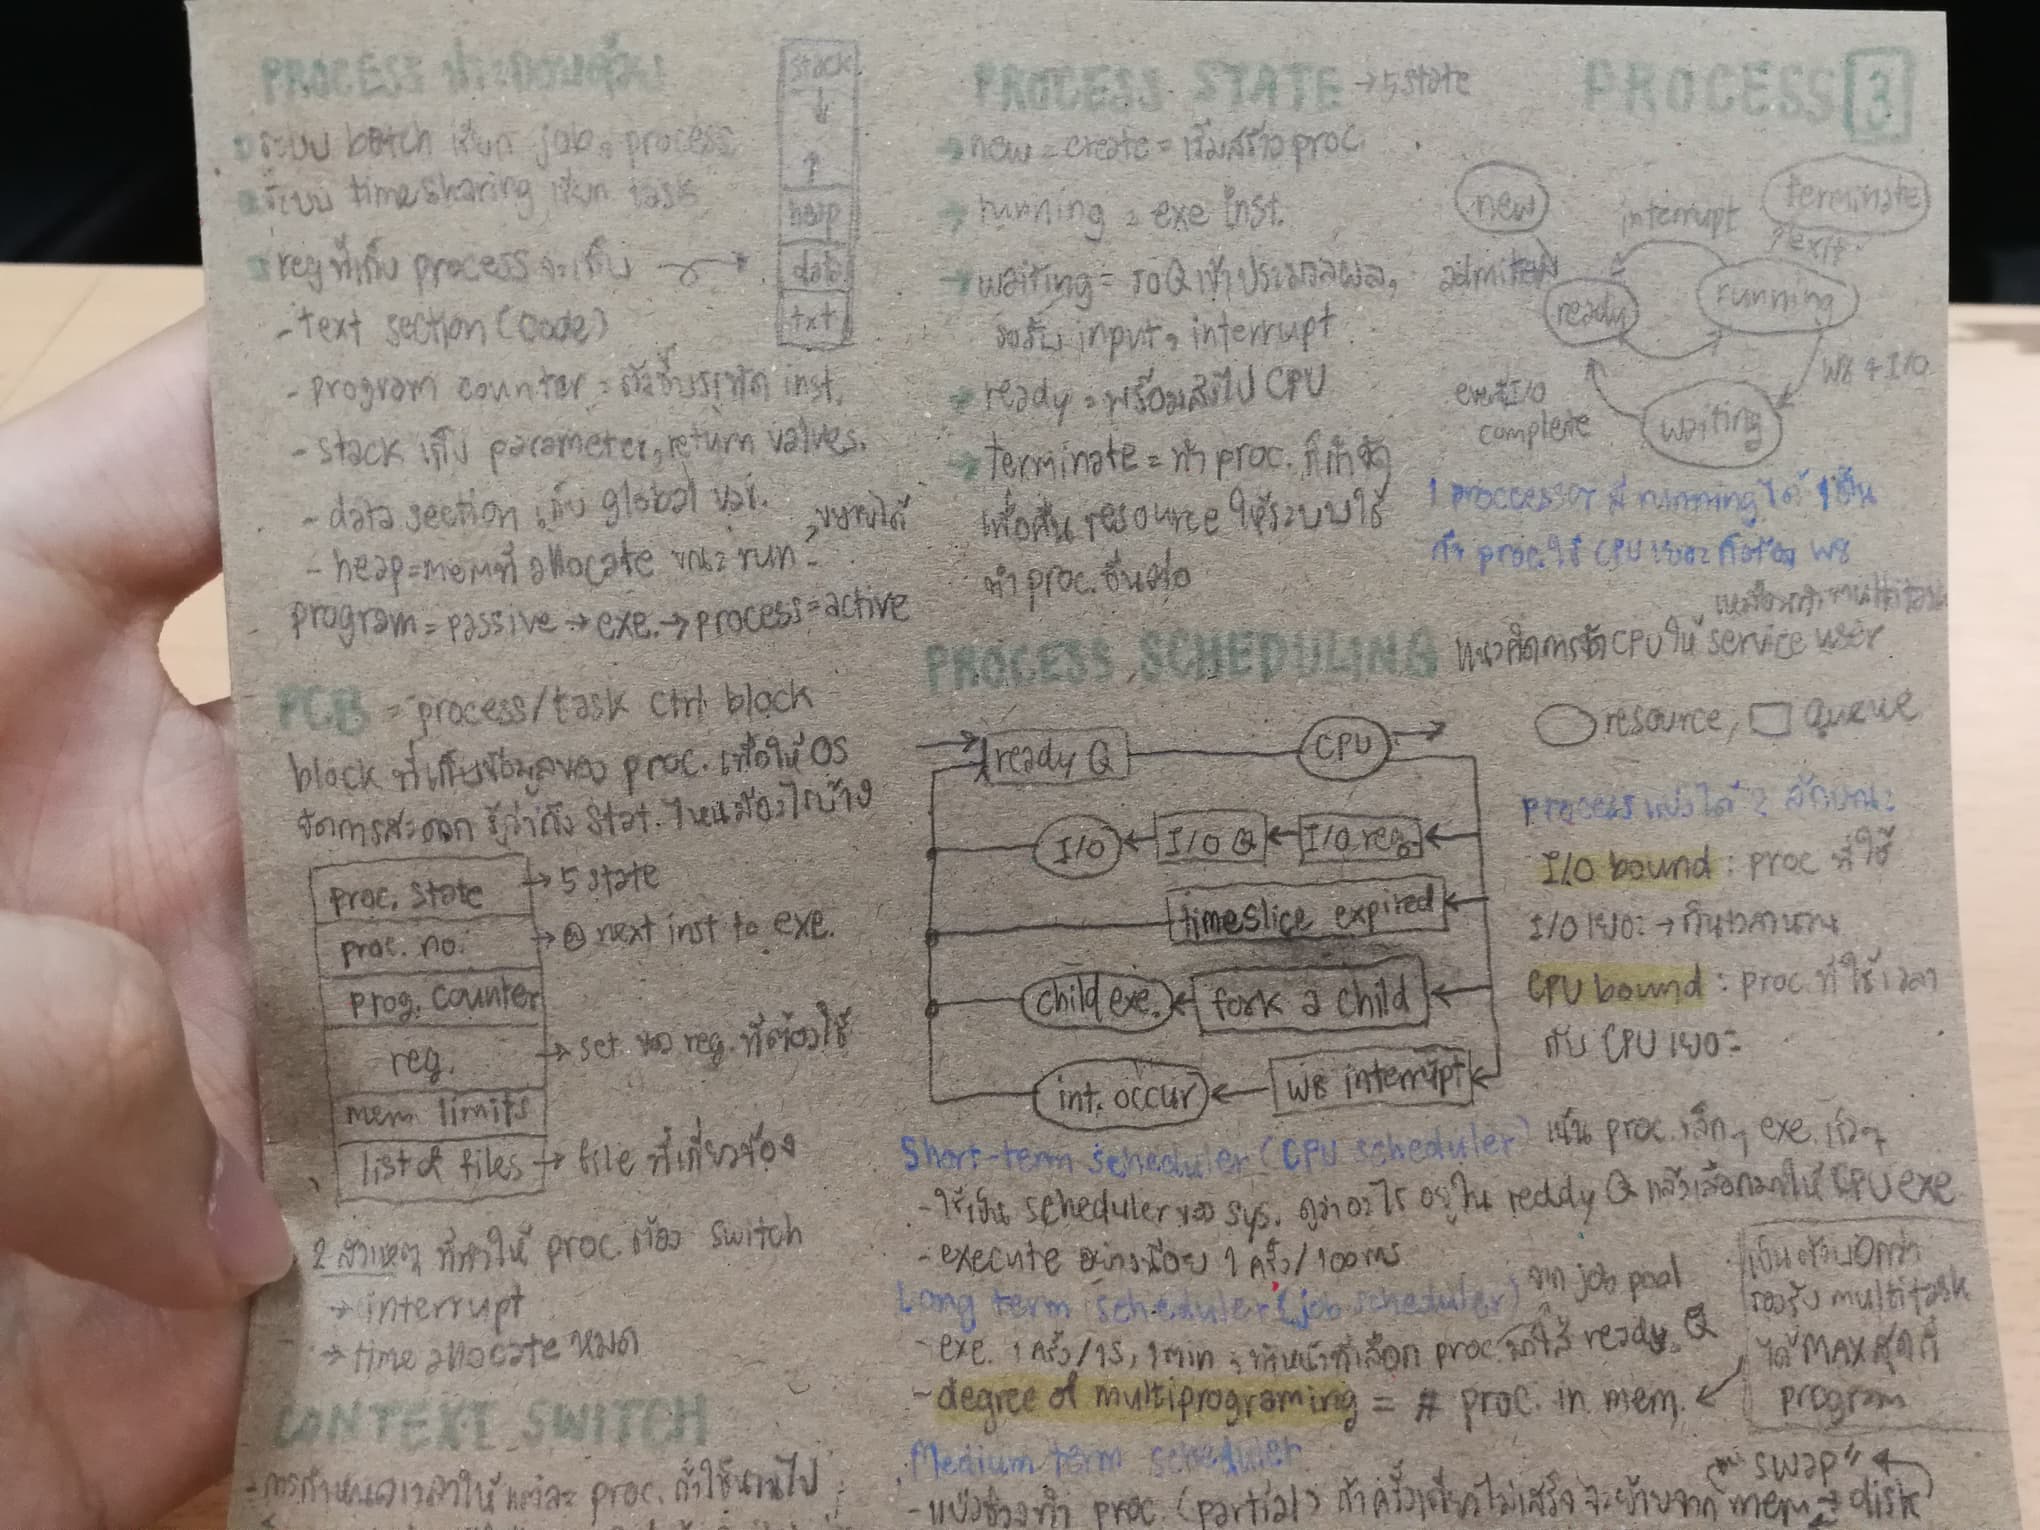 PROCESS ประกอบด้วย
ระบบ batch เรียก job, process
ระบบ timesharing เรียก task
reg ที่เก็บ process จะเก็บ
- text section (code)
- program counter = ตัวชี้บรรทัด inst.
- stack เก็บ parameter, return values.
- data section เก็บ global var.
- heap = mem ที่ allocate ขณะ run → ขยายได้
program = passive → exe. → process = active
stack
heap
data
txt
PCB = process/task ctrl block
block ที่เก็บข้อมูลของ proc. เพื่อให้ OS
จัดการสะดวก รู้ว่าถึง stat. ไหน มีอะไรบ้าง
proc. state → 5 state
proc. no. → @ next inst to exe.
prog. counter
reg. → set ของ reg. ที่ต้องใช้
mem limits
list of files → file ที่เกี่ยวข้อง
2 สาเหตุ ที่ทำให้ proc. ต้อง switch
→ interrupt
→ time allocate หมด
CONTEXT SWITCH
- การกำหนดเวลาให้แต่ละ proc. ถ้าใช้นานไป
PROCESS STATE → 5 state
→ new = create = เริ่มสร้าง proc.
→ running = exe inst.
→ waiting = รอ Q เข้าประมวลผล,
รอรับ input, interrupt
→ ready = พร้อมส่งไป CPU
→ terminate = ทำ proc. ก็กำจัด
เพื่อคืน resource ให้ระบบใช้
ทำ proc. อื่นต่อ
PROCESS 3
new
terminate
interrupt
exit
admitted
ready
running
I/O
complete
W8 I/O
waiting
1 proccessor มี running ได้ 1 อัน
ถ้า proc. ใช้ CPU เยอะ ก็ต้อง W8
เหมือนทำ multitask
PROCESS SCHEDULING แนวคิดการจัด CPU ให้ service user
resource, queue
ready Q
CPU
I/O
I/O Q
I/O req.
timeslice expired
child exe.
fork a child
int. occur
W8 interrupt
process แบ่งได้ 2 ลักษณะ
I/O bound : proc ที่ใช้
I/O เยอะ → กินเวลานาน
CPU bound : proc. ที่ใช้เวลา
กับ CPU เยอะ
Short-term scheduler (CPU scheduler) เน้น proc. เล็กๆ exe. เร็วๆ
- ใช้เป็น scheduler ของ sys. ดูว่าอะไร อยู่ใน ready Q แล้วเลือกมาให้ CPU exe
- execute อย่างน้อย 1 ครั้ง/100ms
Long term scheduler (job scheduler) จาก job pool
- exe. 1 ครั้ง/1s, 1 min, ทำหน้าที่เลือก proc. มาใส่ ready Q
- degree of multiprograming = # proc. in mem.
เป็นตัวบอกว่า
รองรับ multitask
ได้ MAX สุดกี่
program
Medium term scheduler
"swap"
- แบ่งช่วงทำ proc. (partial) ถ้าครั้งเดียวไม่เสร็จ จะย้ายจาก mem → disk